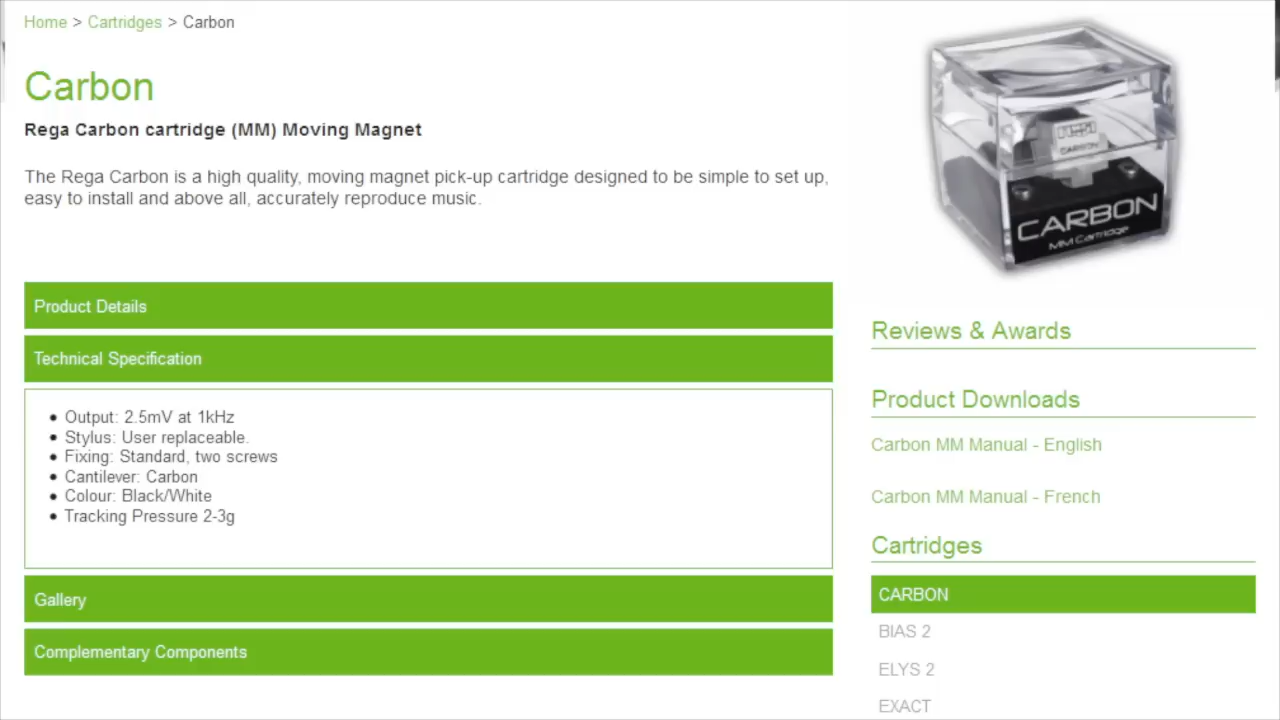 Home > Cartridges > Carbon
Carbon
Rega Carbon cartridge (MM) Moving Magnet
The Rega Carbon is a high quality, moving magnet pick-up cartridge designed to be simple to set up,
easy to install and above all, accurately reproduce music.
Product Details
Technical Specification
Output: 2.5mV at 1kHz
Stylus: User replaceable.
Fixing: Standard, two screws
Cantilever: Carbon
Colour: Black/White
Tracking Pressure 2-3g
Gallery
Complementary Components
CARBON
CARBON
MM Cartridge
Reviews & Awards
Product Downloads
Carbon MM Manual - English
Carbon MM Manual - French
Cartridges
CARBON
BIAS 2
ELYS 2
EXACT